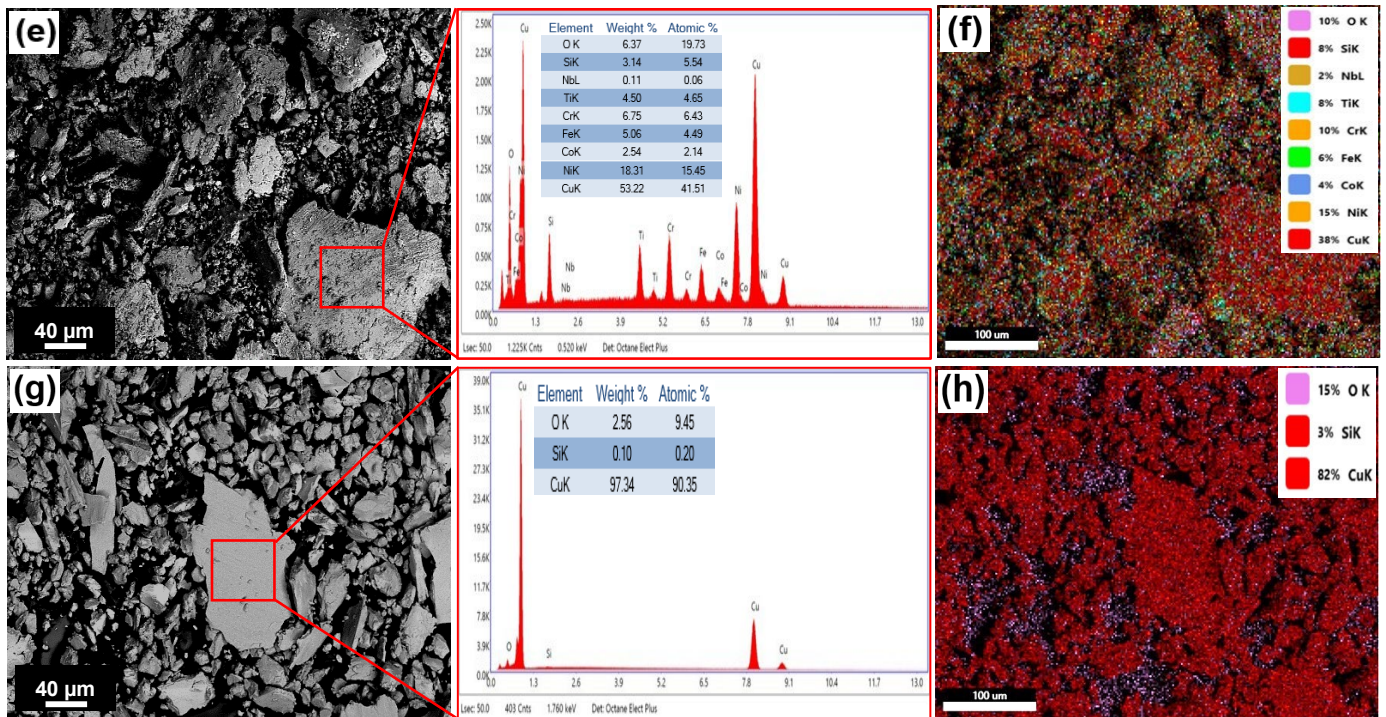 (e)
40 µm
2.50K
2.25K
2.00K
1.75K
1.50K
1.25K
1.00K
0.75K
0.50K
0.25K
0.00K
Element Weight % Atomic %
O K 6.37 19.73
SiK 3.14 5.54
NbL 0.11 0.06
TiK 4.50 4.65
CrK 6.75 6.43
FeK 5.06 4.49
CoK 2.54 2.14
NiK 18.31 15.45
CuK 53.22 41.51
Cu
O
Ni
Cr
Co
Fe
Si
Nb
Nb
Ti
Ti
Cr
Cr
Fe
Co
Fe
Ni
Co
Cu
Ni
Cu
0.0 1.3 2.6 3.9 5.2 6.5 7.8 9.1 10.4 11.7 13.0
Lsec: 50.0 1.225K Cnts 0.520 keV Det: Octane Elect Plus
(f)
10% O K
8% SiK
2% NbL
8% TiK
10% CrK
6% FeK
4% CoK
15% NiK
38% CuK
100 um
(g)
40 µm
39.0K
35.1K
31.2K
27.3K
23.4K
19.5K
15.6K
11.7K
7.8K
3.9K
0.0K
Element Weight % Atomic %
O K 2.56 9.45
SiK 0.10 0.20
CuK 97.34 90.35
Cu
O
Si
Cu
Cu
0.0 1.3 2.6 3.9 5.2 6.5 7.8 9.1 10.4 11.7 13.0
Lsec: 50.0 403 Cnts 1.760 keV Det: Octane Elect Plus
(h)
15% O K
3% SiK
82% CuK
100 um